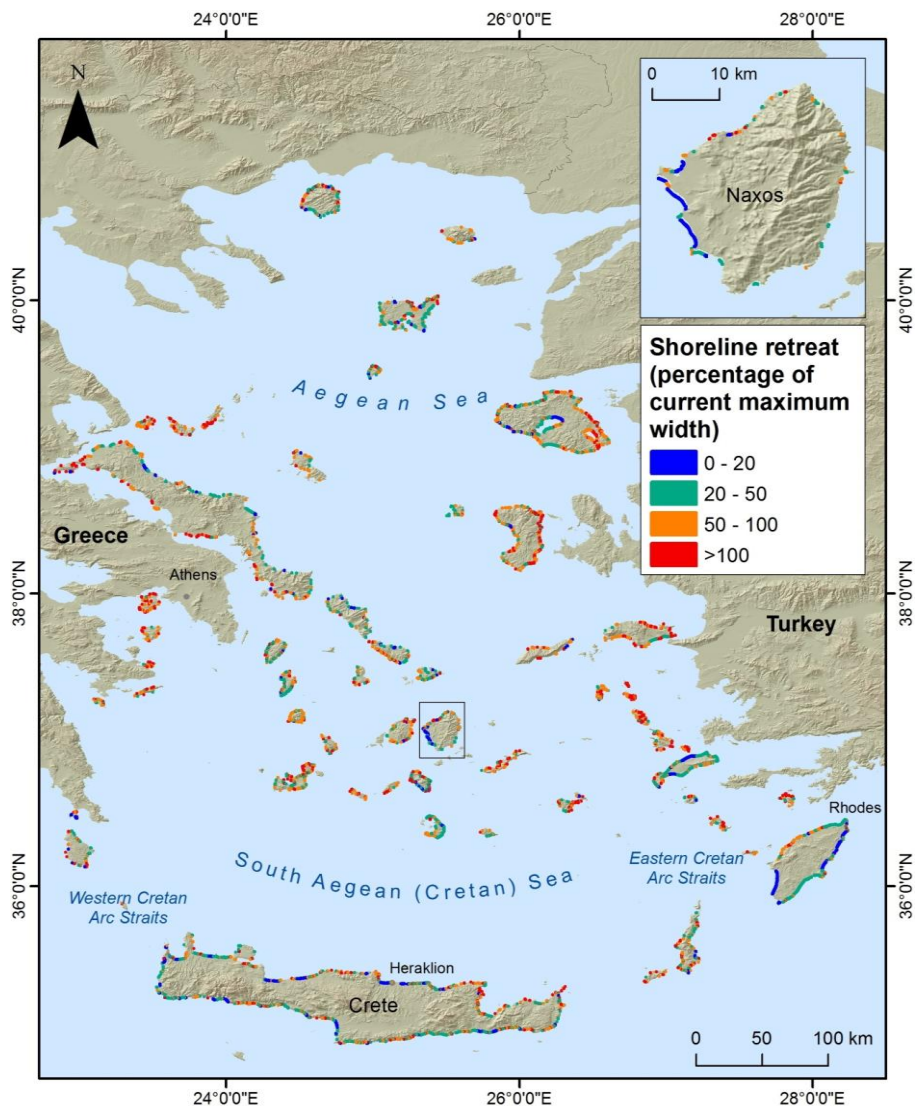 24°0'0"E
26°0'0"E
28°0'0"E
N
0 10 km
Naxos
40°0'0"N
40°0'0"N
Shoreline retreat
(percentage of
current maximum
width)
0 - 20
20 - 50
50 - 100
>100
Aegean Sea
Greece
Athens
38°0'0"N
38°0'0"N
Turkey
Rhodes
South Aegean (Cretan) Sea
Eastern Cretan
Arc Straits
36°0'0"N
36°0'0"N
Western Cretan
Arc Straits
Heraklion
Crete
0 50 100 km
24°0'0"E
26°0'0"E
28°0'0"E